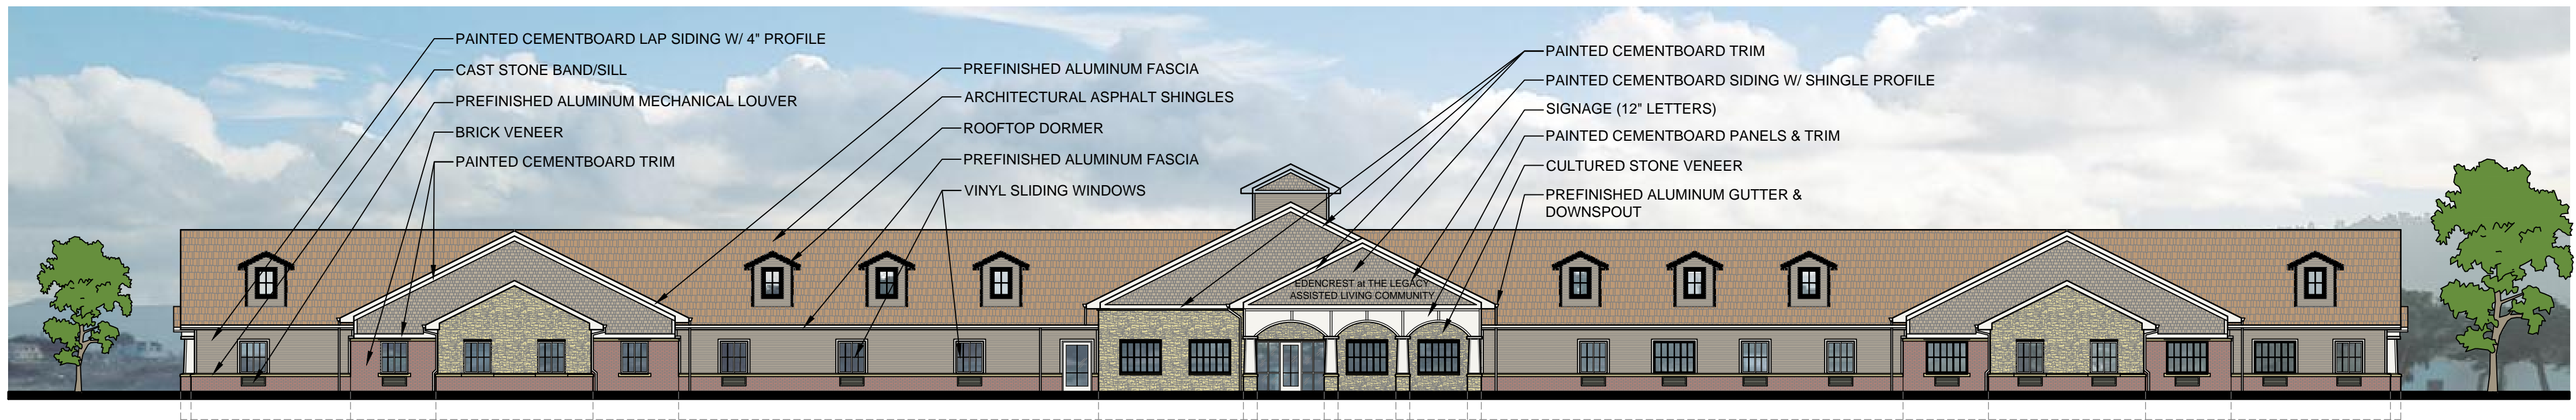 PAINTED CEMENTBOARD LAP SIDING W/ 4" PROFILE
CAST STONE BAND/SILL
PREFINISHED ALUMINUM MECHANICAL LOUVER
BRICK VENEER
PAINTED CEMENTBOARD TRIM
PREFINISHED ALUMINUM FASCIA
ARCHITECTURAL ASPHALT SHINGLES
ROOFTOP DORMER
PREFINISHED ALUMINUM FASCIA
VINYL SLIDING WINDOWS
PAINTED CEMENTBOARD TRIM
PAINTED CEMENTBOARD SIDING W/ SHINGLE PROFILE
SIGNAGE (12" LETTERS)
PAINTED CEMENTBOARD PANELS & TRIM
CULTURED STONE VENEER
PREFINISHED ALUMINUM GUTTER &
DOWNSPOUT
EDENCREST at THE LEGACY
ASSISTED LIVING COMMUNITY